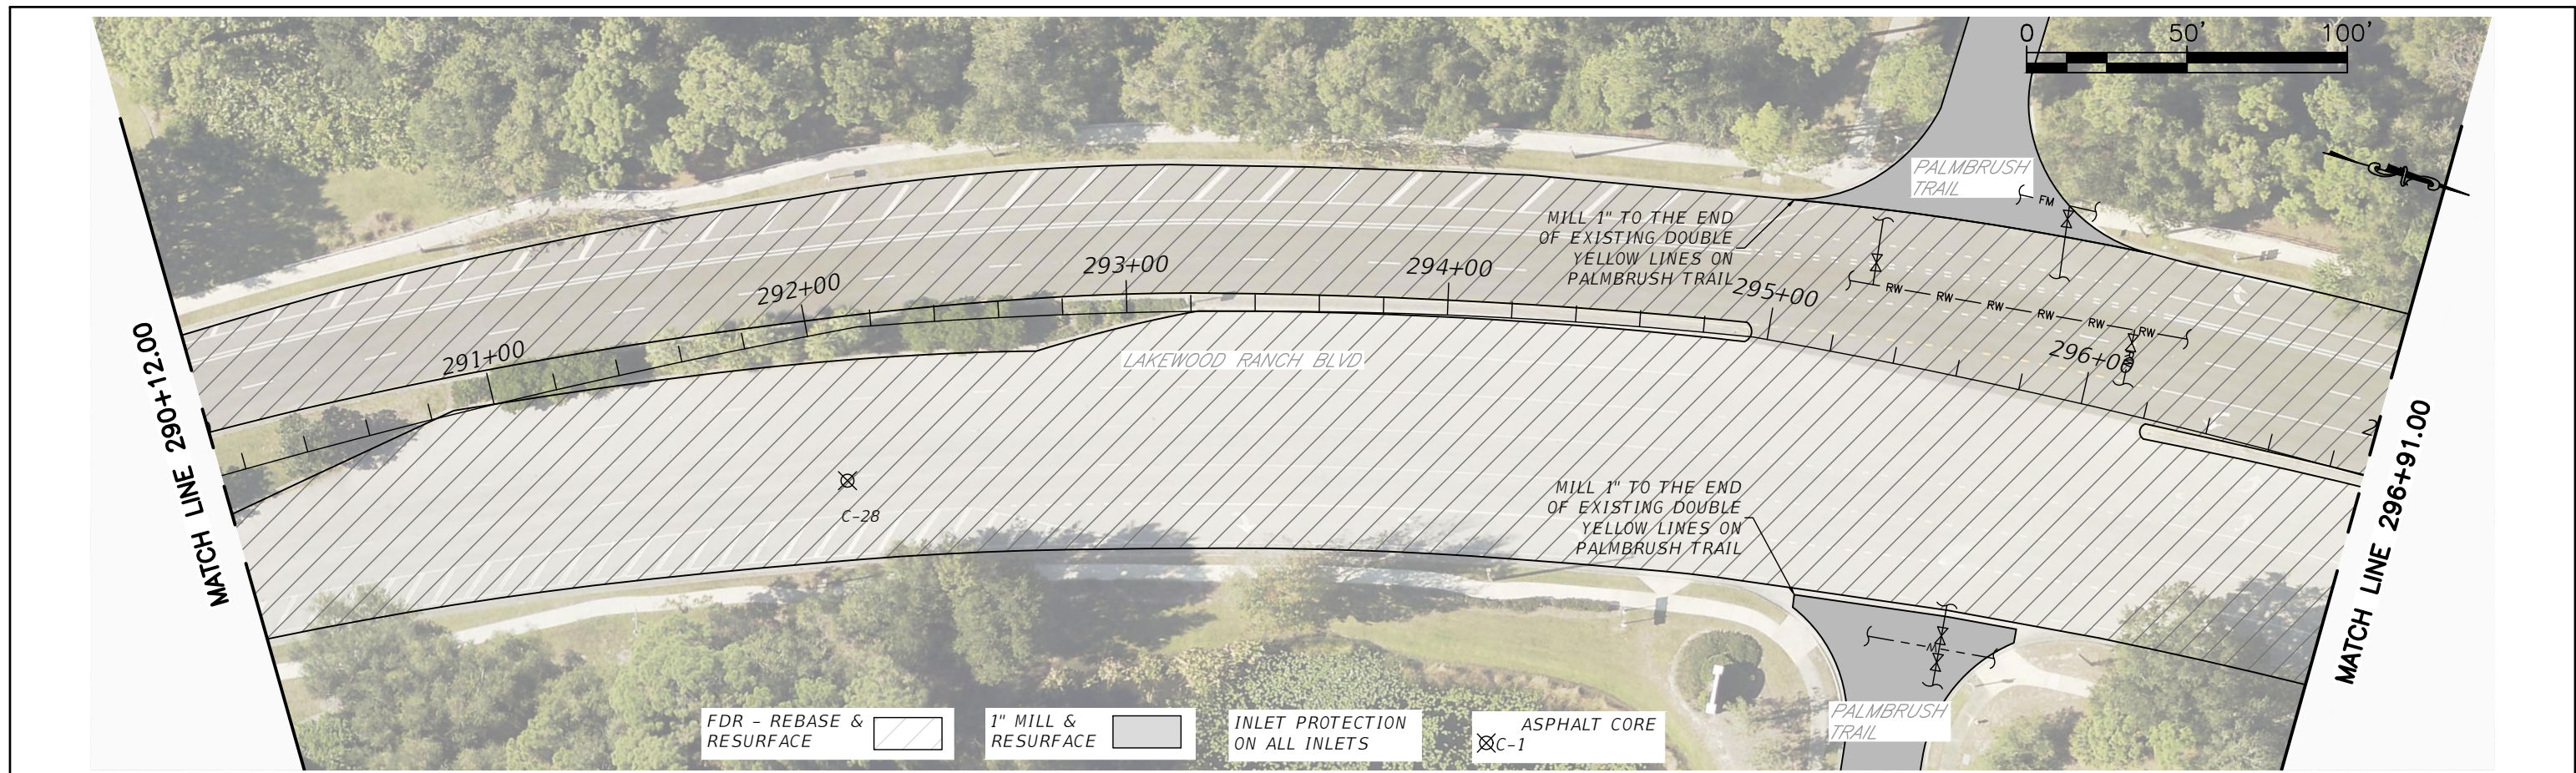 0 50' 100'
PALMBRUSH
TRAIL
FM
MILL 1" TO THE END
OF EXISTING DOUBLE
YELLOW LINES ON
PALMBRUSH TRAIL
291+00
292+00
293+00
294+00
295+00
296+00
RW RW RW RW RW RW
MATCH LINE 290+12.00
LAKEWOOD RANCH BLVD
MATCH LINE 296+91.00
C-28
MILL 1" TO THE END
OF EXISTING DOUBLE
YELLOW LINES ON
PALMBRUSH TRAIL
PALMBRUSH
TRAIL
FDR - REBASE &
RESURFACE
1" MILL &
RESURFACE
INLET PROTECTION
ON ALL INLETS
ASPHALT CORE
C-1